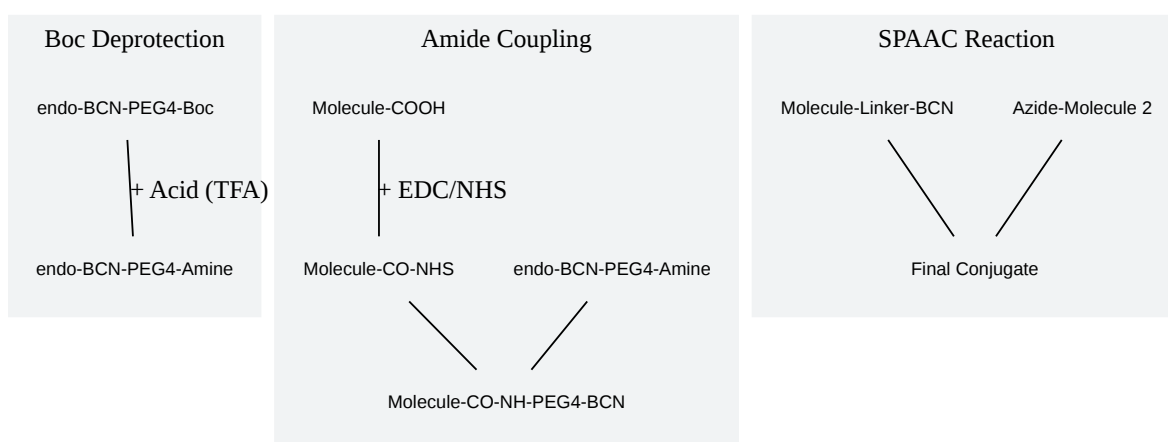 Boc Deprotection
endo-BCN-PEG4-Boc
+ Acid (TFA)
endo-BCN-PEG4-Amine
Amide Coupling
Molecule-COOH
+ EDC/NHS
Molecule-CO-NHS
endo-BCN-PEG4-Amine
Molecule-CO-NH-PEG4-BCN
SPAAC Reaction
Molecule-Linker-BCN
Azide-Molecule 2
Final Conjugate